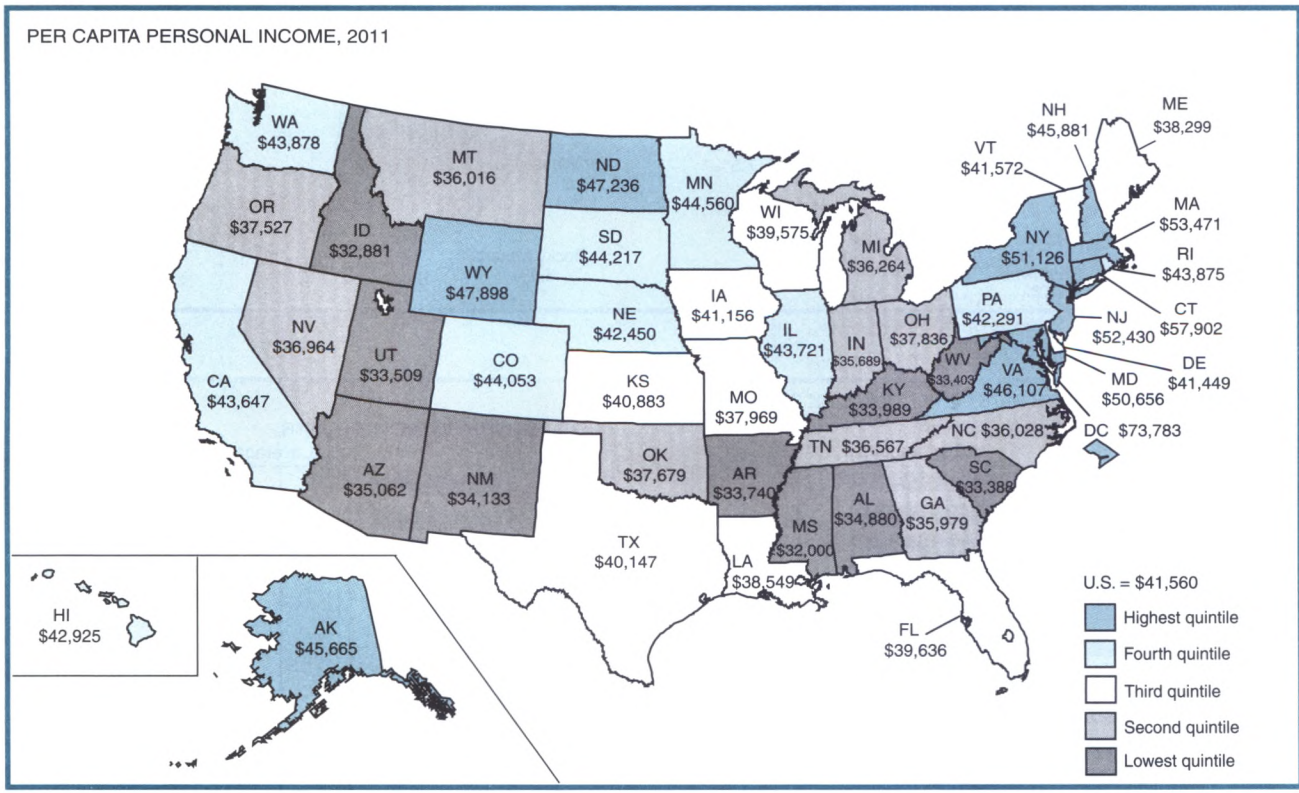 PER CAPITA PERSONAL INCOME, 2011
WA
$43,878
OR
$37,527
ID
$32,881
MT
$36,016
ND
$47,236
MN
$44,560
WI
$39,575
MI
$36,264
SD
$44,217
WY
$47,898
NE
$42,450
IA
$41,156
IL
$43,721
IN
$35,689
OH
$37,836
NV
$36,964
UT
$33,509
CO
$44,053
KS
$40,883
MO
$37,969
KY
$33,989
WV
$33,403
VA
$46,107
CA
$43,647
AZ
$35,062
NM
$34,133
OK
$37,679
AR
$33,740
TN $36,567
NC $36,028
SC
$33,388
GA
$35,979
AL
$34,880
MS
$32,000
LA
$38,549
TX
$40,147
FL
$39,636
HI
$42,925
AK
$45,665
VT
$41,572
NH
$45,881
ME
$38,299
NY
$51,126
MA
$53,471
RI
$43,875
CT
$57,902
PA
$42,291
NJ
$52,430
DE
$41,449
MD
$50,656
DC $73,783
U.S. = $41,560
Highest quintile
Fourth quintile
Third quintile
Second quintile
Lowest quintile